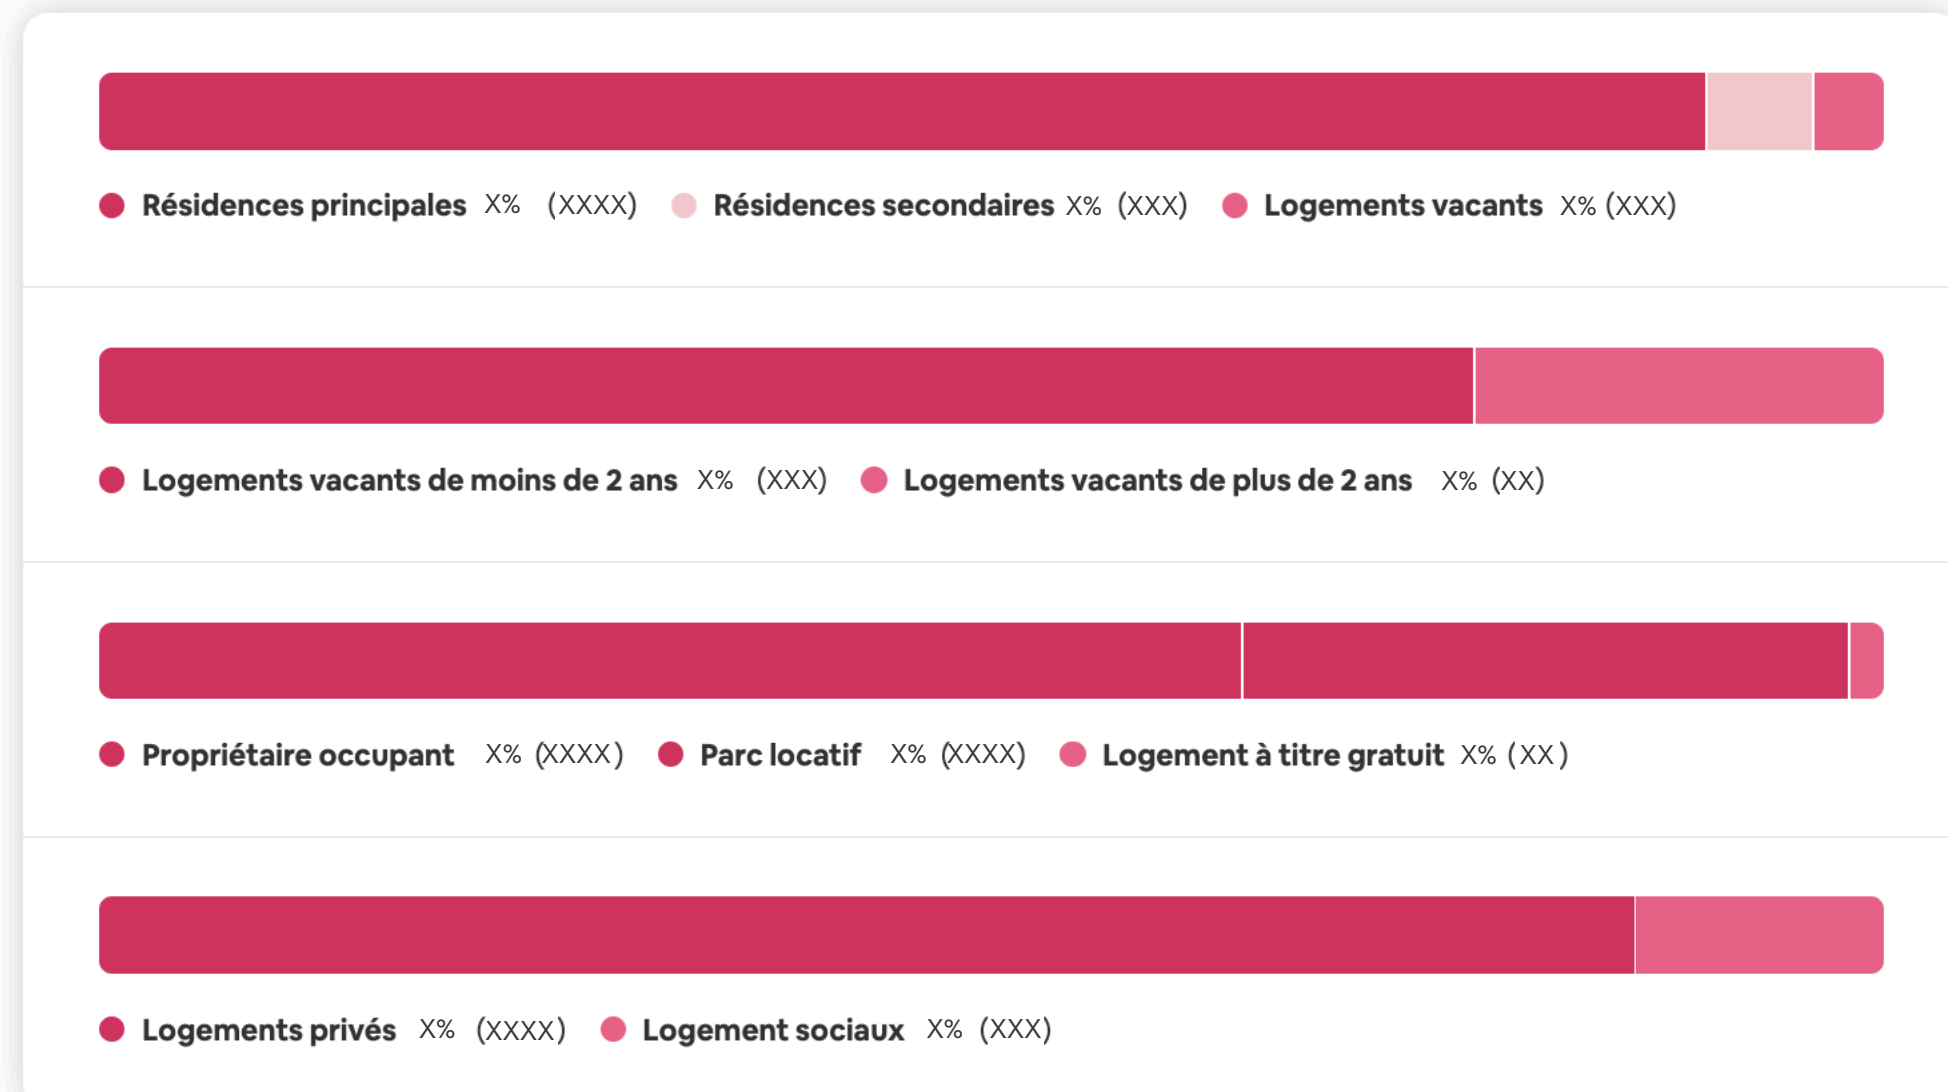 Résidences principales X% (XXXX) Résidences secondaires X% (XXX) Logements vacants X% (XXX)
Logements vacants de moins de 2 ans X% (XXX) Logements vacants de plus de 2 ans X% (XX)
Propriétaire occupant X% (XXXX) Parc locatif X% (XXXX) Logement à titre gratuit X% (XX)
Logements privés X% (XXXX) Logement sociaux X% (XXX)